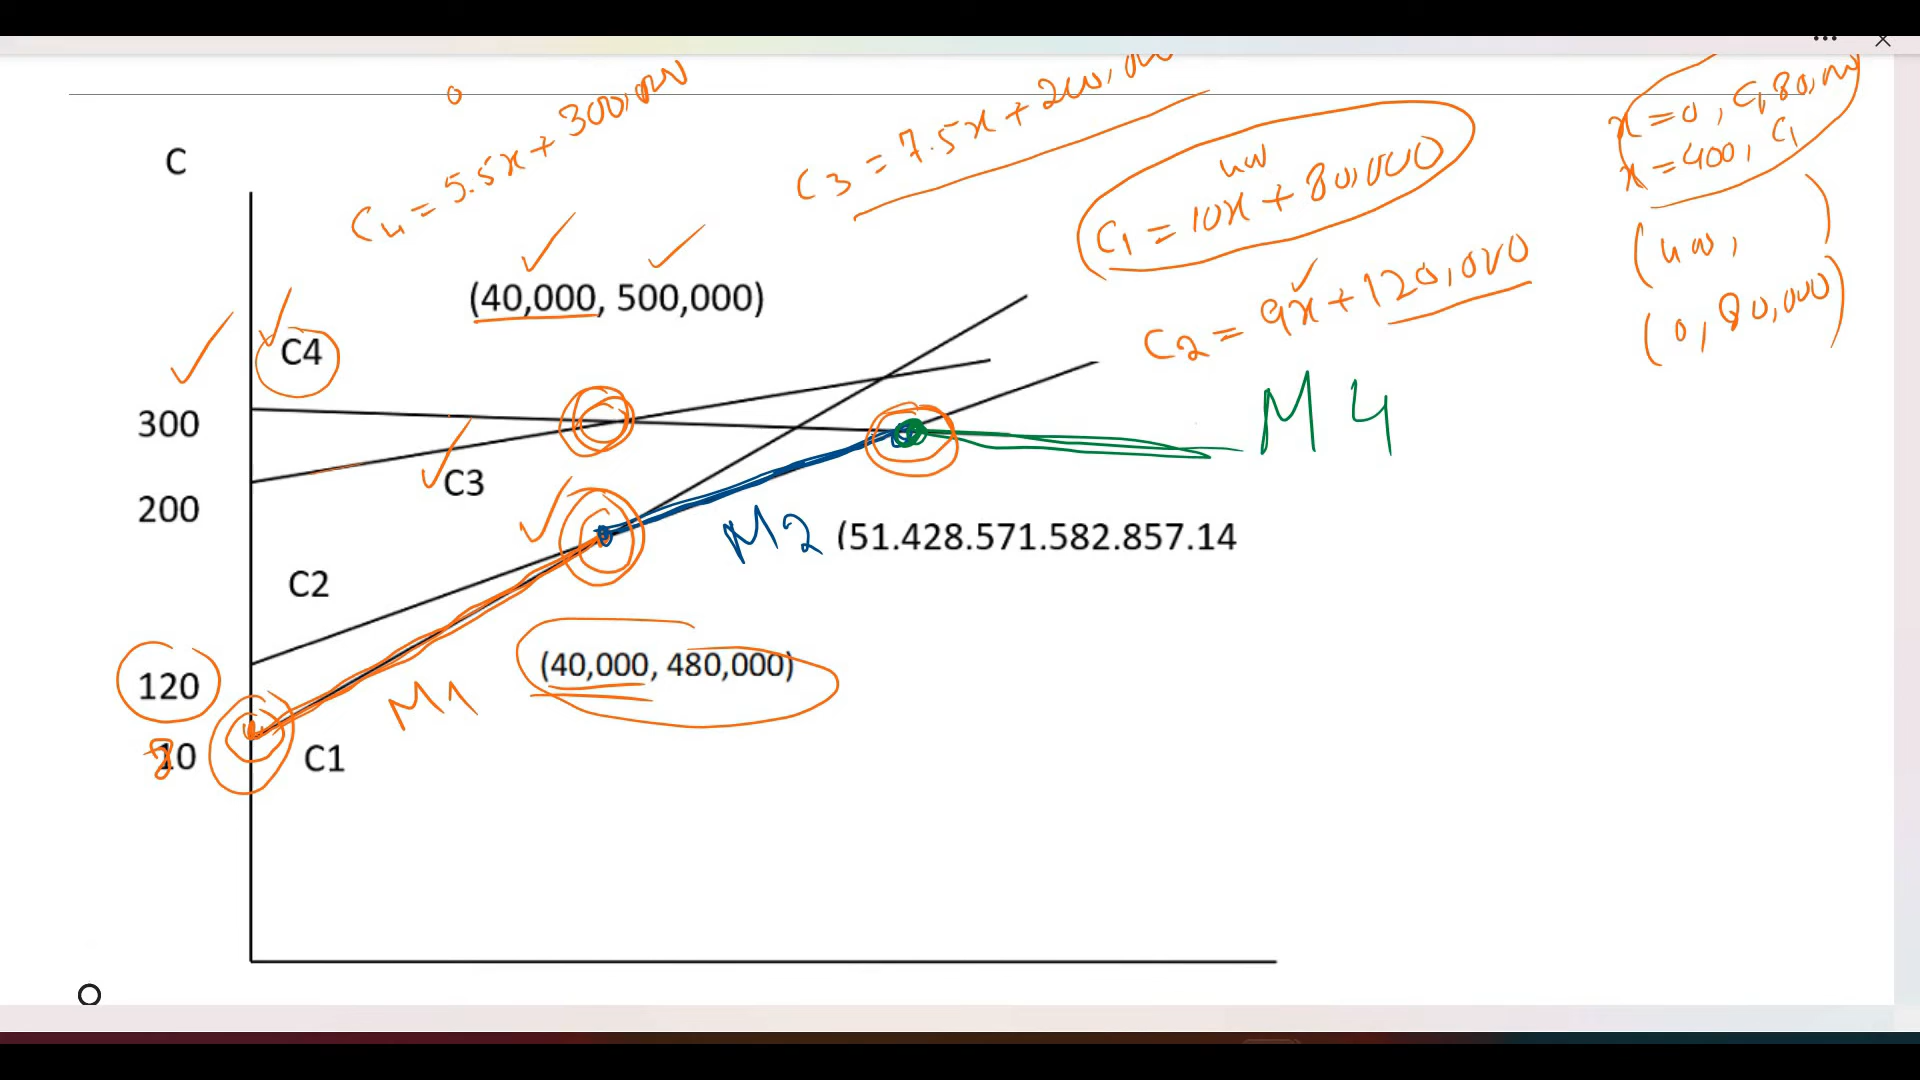 C4 = 5.5x + 300,000
C3 = 7.5x + 200,000
C1 = 10x + 80,000
C2 = 9x + 120,000
x=0, C1 80,000
x=400, C1
(0, 80,000)
C
(40,000, 500,000)
C4
300
C3
200
M4
M2
(51.428.571.582.857.14
C2
(40,000, 480,000)
120
M1
C1